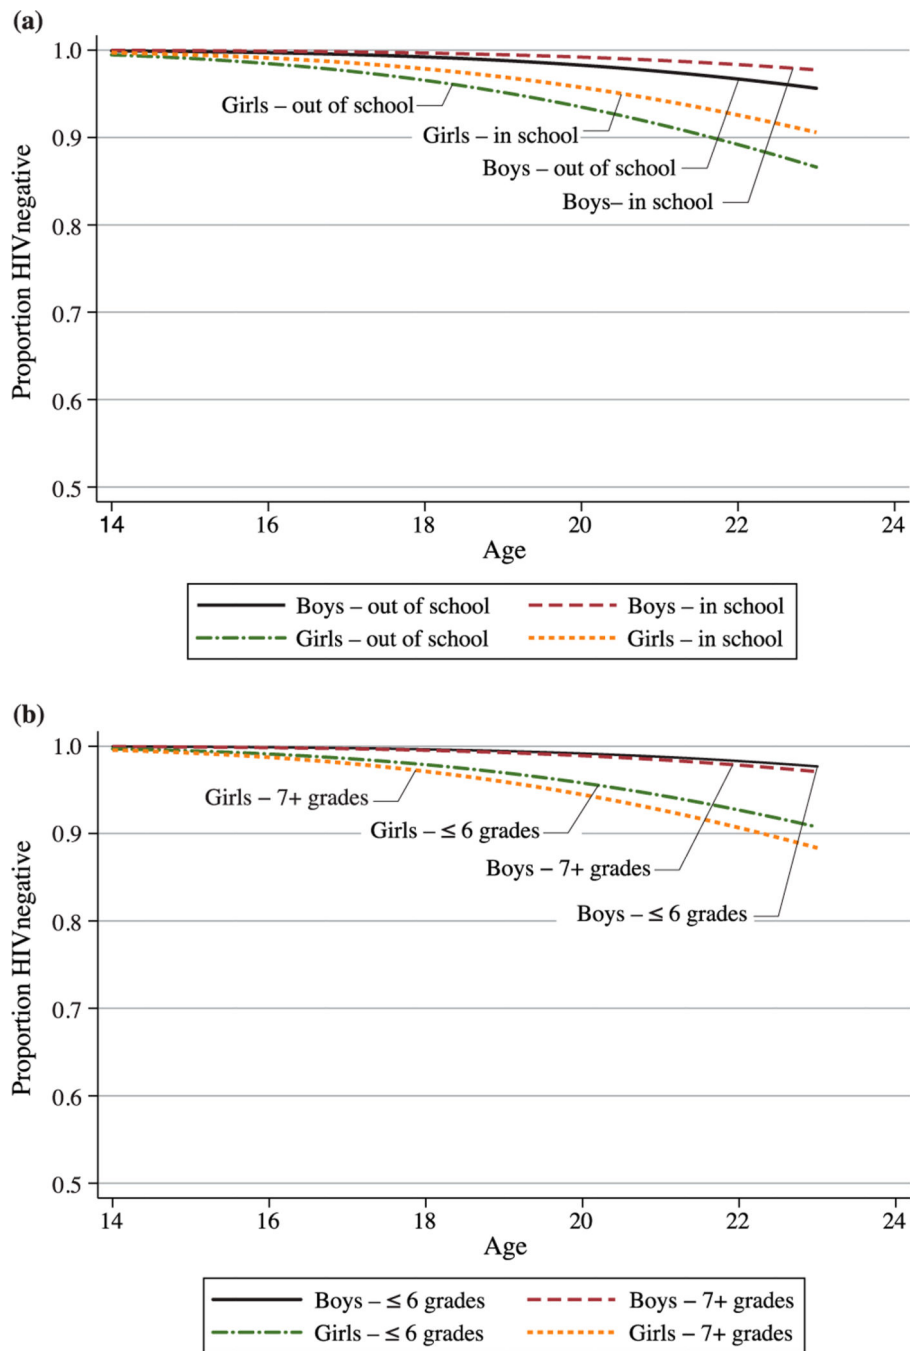 (a)
1.0
0.9
0.8
0.7
0.6
0.5
Proportion HIVnegative
Girls – out of school
Girls – in school
Boys – out of school
Boys– in school
14 16 18 20 22 24
Age
Boys – out of school Boys – in school
Girls – out of school Girls – in school
(b)
1.0
0.9
0.8
0.7
0.6
0.5
Proportion HIVnegative
Girls – 7+ grades
Girls – ≤ 6 grades
Boys – 7+ grades
Boys – ≤ 6 grades
14 16 18 20 22 24
Age
Boys – ≤ 6 grades Boys – 7+ grades
Girls – ≤ 6 grades Girls – 7+ grades